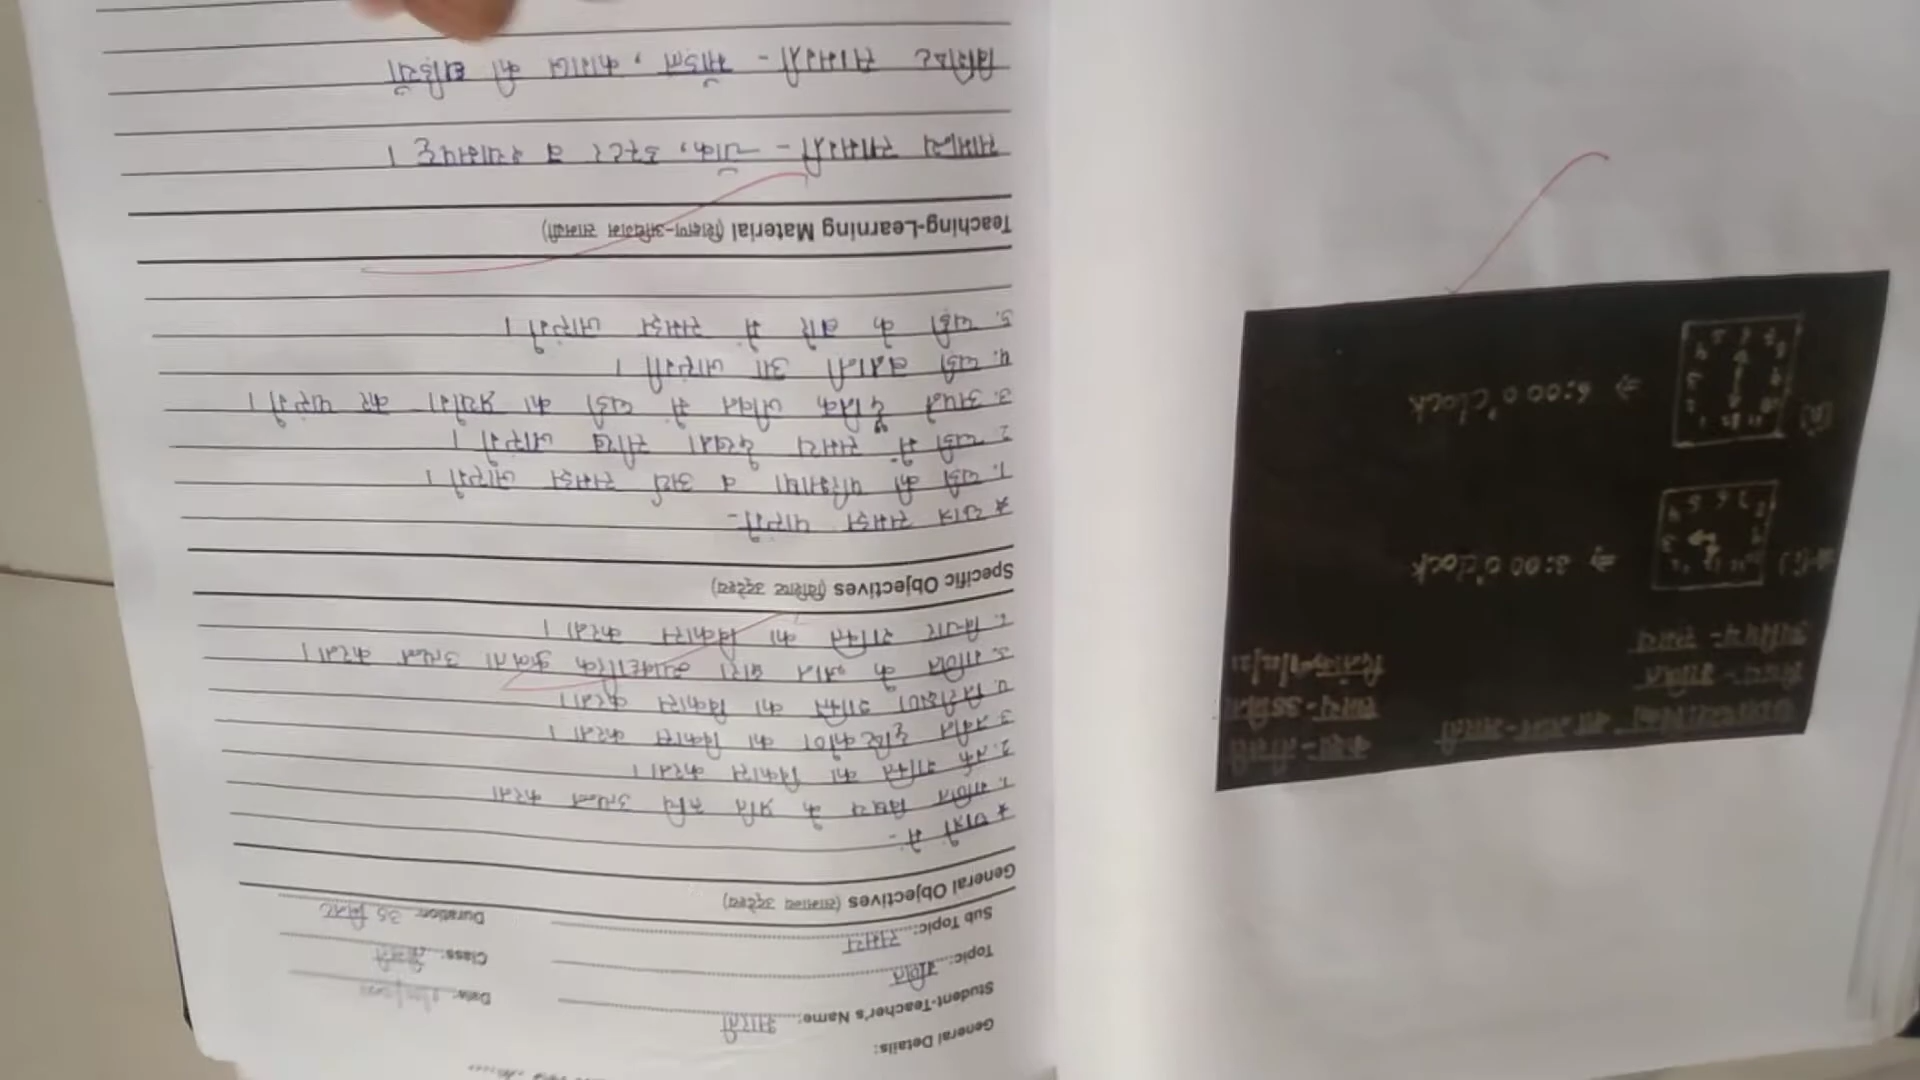 General Details:
Student-Teacher's Name: आरती
Date:
Topic: गणित
Class: तीसरी
Sub Topic: समय
Duration: 35 मिनट
General Objectives (सामान्य उद्देश्य)
* छात्रों में -
1. गणित विषय के प्रति रुचि उत्पन्न करना
2. तर्क शक्ति का विकास करना।
3. नवीन दृष्टिकोण का विकास करना।
4. निरीक्षण शक्ति का विकास करना।
5. गणित के ज्ञान द्वारा व्यवहारिक कुशलता उत्पन्न करना।
विचार शक्ति का विकास करना।
Specific Objectives (विशिष्ट उद्देश्य)
* छात्र समझ पाएंगे -
1. घड़ी की परिभाषा व अर्थ समझ जाएंगे।
2. घड़ी में समय देखना सीख जाएंगे।
3. अपने दैनिक जीवन में घड़ी का प्रयोग कर पाएंगे।
4. घड़ी बनानी आ जाएगी।
5. घड़ी के बारे में समझ जाएंगे।
Teaching-Learning Material (शिक्षण-अधिगम सामग्री)
सामान्य सामग्री - चॉक, डस्टर व श्यामपट्ट।
विशिष्ट सामग्री - मॉडल, कागज की घड़ियाँ
कक्षा - तीसरी
विषय - गणित
प्रकरण - समय
⇒ 3:00 o'clock
⇒ 6:00 o'clock